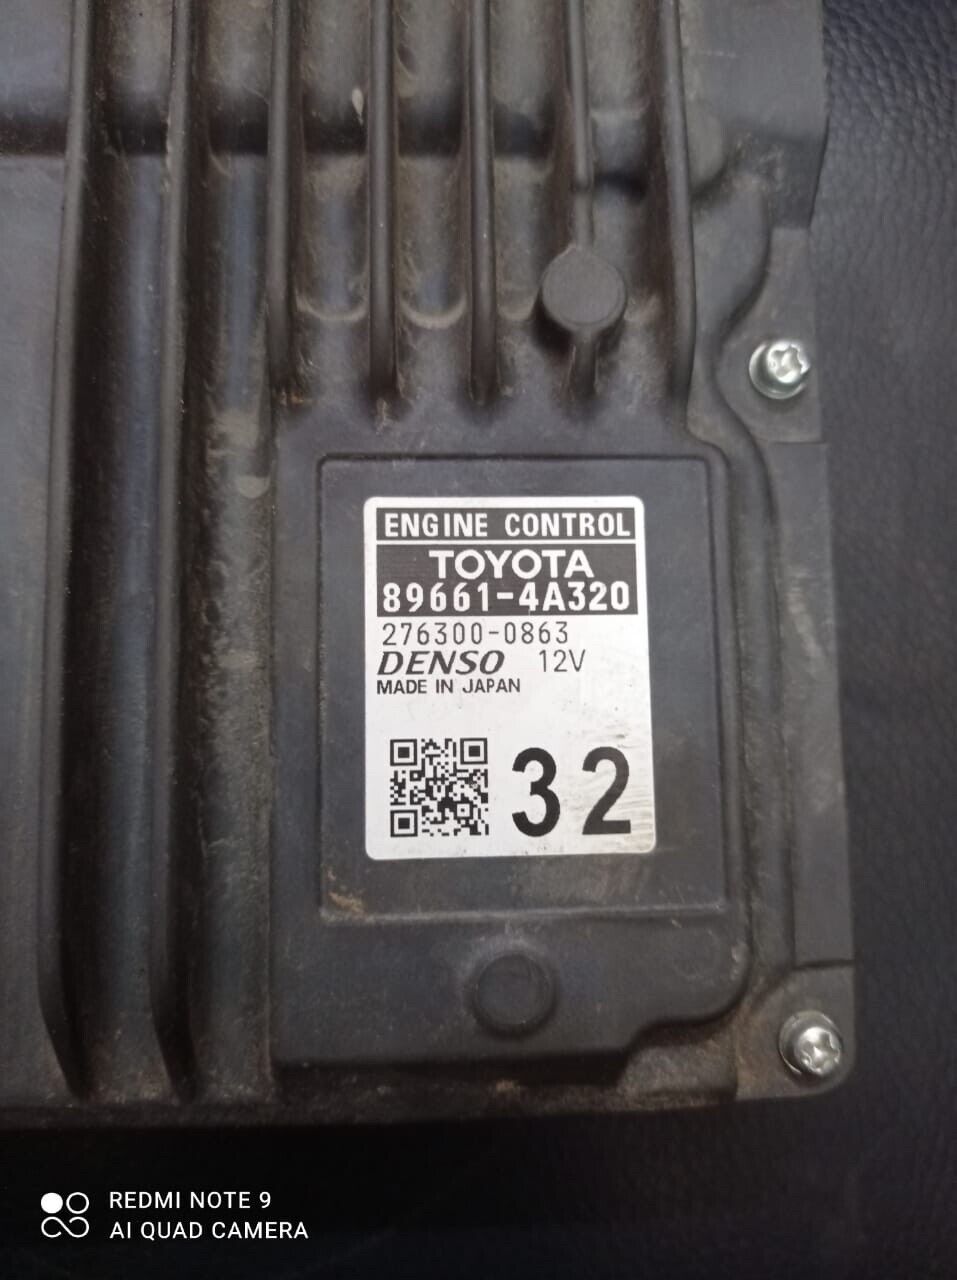 ENGINE CONTROL
TOYOTA
89661-4A320
276300-0863
DENSO 12V
MADE IN JAPAN
32
REDMI NOTE 9
AI QUAD CAMERA